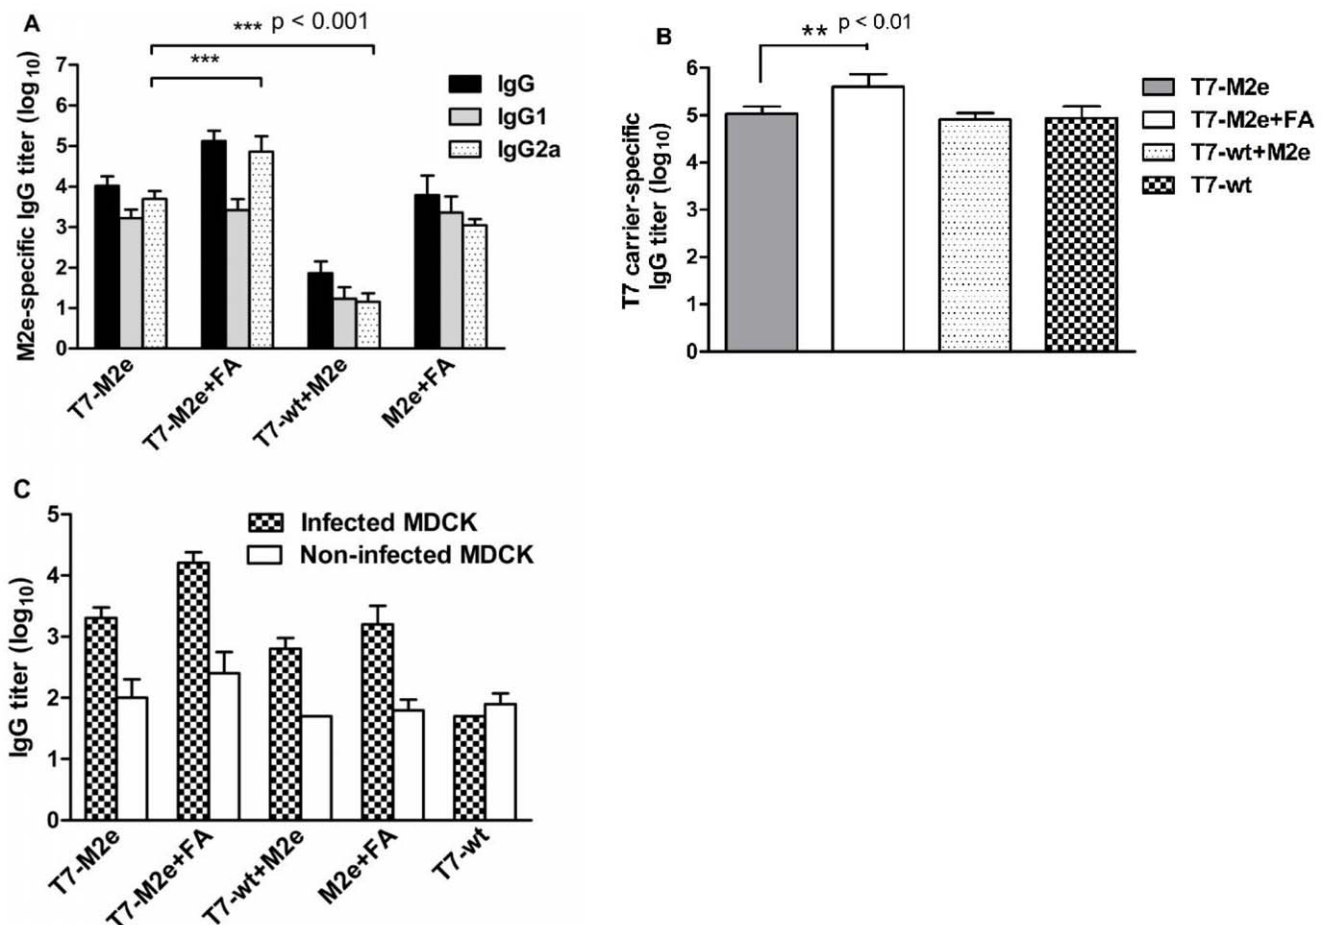 A
*** p < 0.001
***
M2e-specific IgG titer (log10)
7
6
5
4
3
2
1
0
IgG
IgG1
IgG2a
T7-M2e
T7-M2e+FA
T7-wt+M2e
M2e+FA
B
** p < 0.01
T7 carrier-specific
IgG titer (log10)
6
5
4
3
2
1
0
T7-M2e
T7-M2e+FA
T7-wt+M2e
T7-wt
C
IgG titer (log10)
5
4
3
2
1
0
Infected MDCK
Non-infected MDCK
T7-M2e
T7-M2e+FA
T7-wt+M2e
M2e+FA
T7-wt